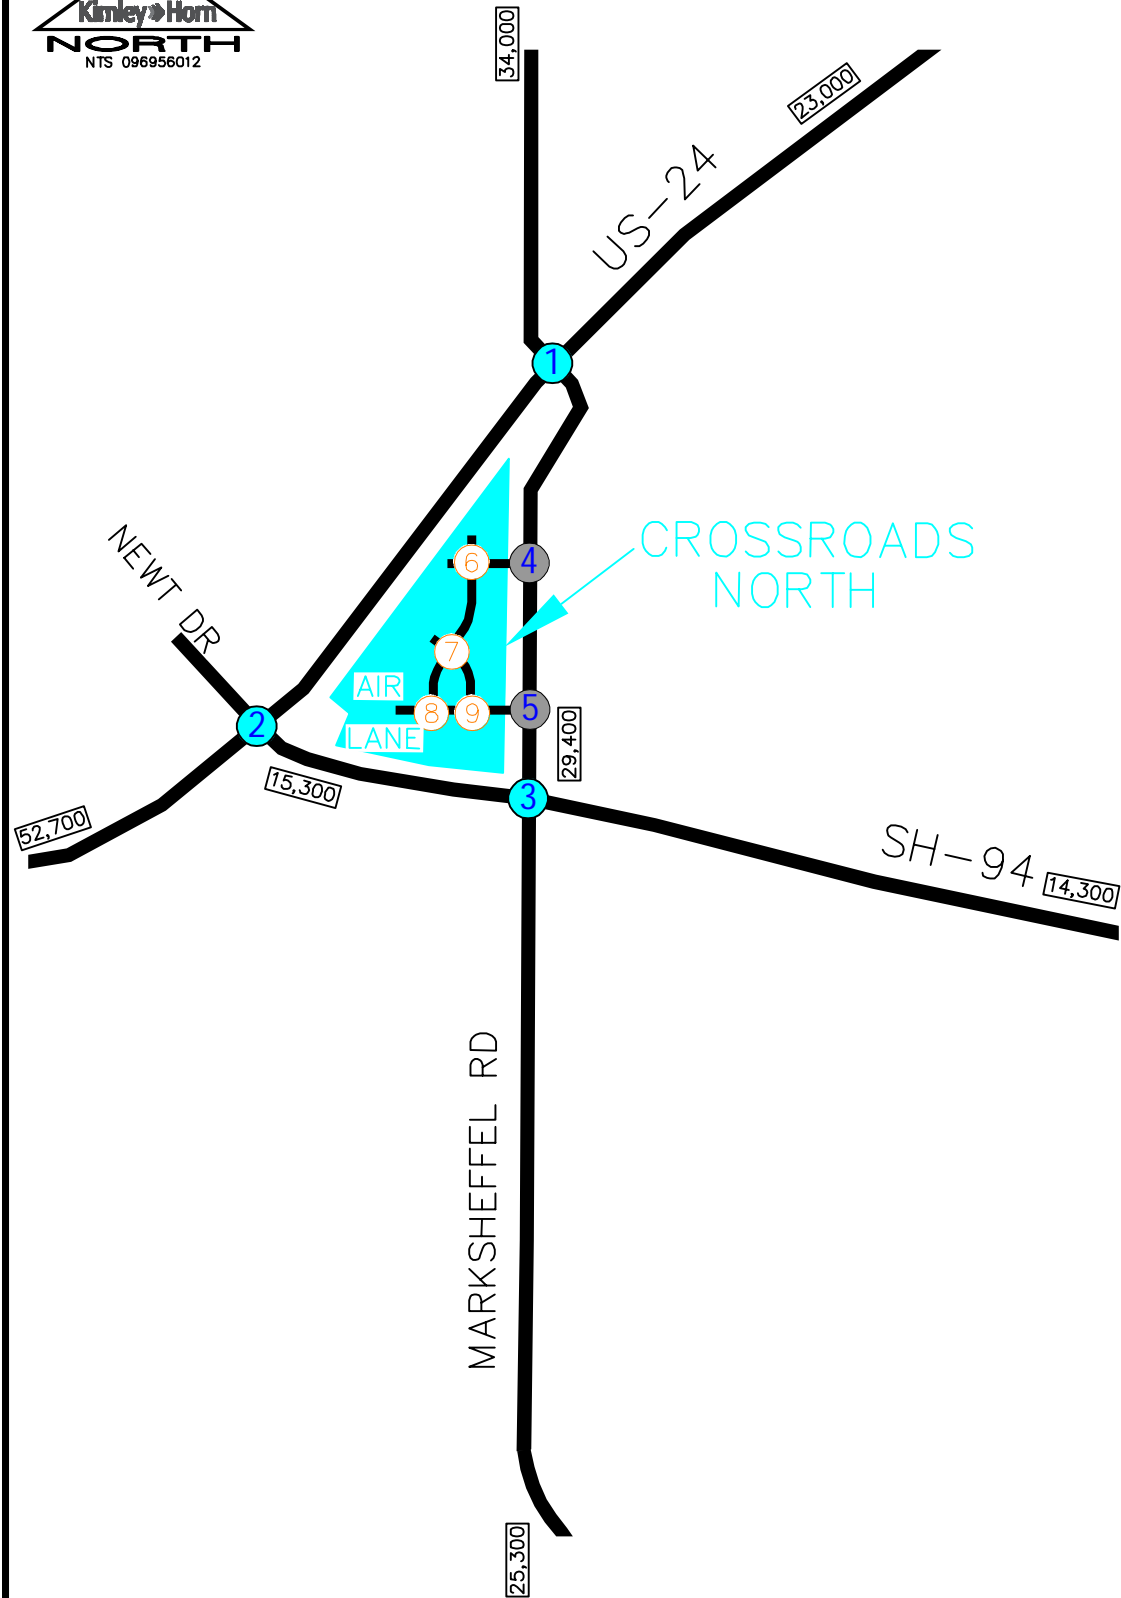 Kimley»Horn
NORTH
NTS 096956012
34,000
23,000
US-24
1
NEWT DR
CROSSROADS
NORTH
6
4
7
AIR
LANE
8
9
5
29,400
2
15,300
3
52,700
SH-94
14,300
MARKSHEFFEL RD
25,300